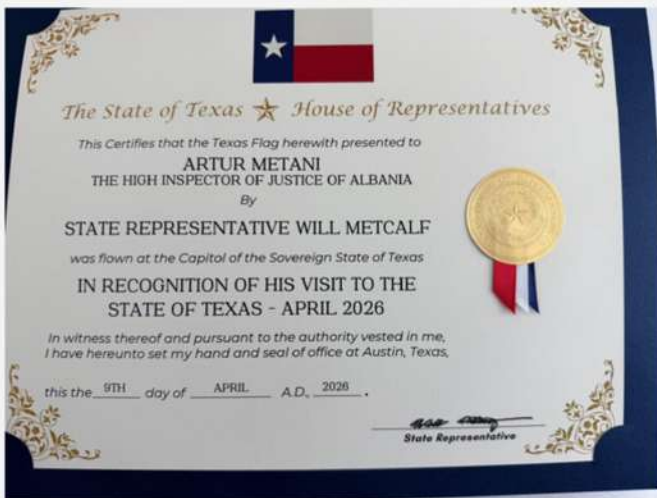 The State of Texas House of Representatives
This Certifies that the Texas Flag herewith presented to
ARTUR METANI
THE HIGH INSPECTOR OF JUSTICE OF ALBANIA
By
STATE REPRESENTATIVE WILL METCALF
was flown at the Capitol of the Sovereign State of Texas
IN RECOGNITION OF HIS VISIT TO THE
STATE OF TEXAS - APRIL 2026
In witness thereof and pursuant to the authority vested in me,
I have hereunto set my hand and seal of office at Austin, Texas,
this the 9TH day of APRIL A.D., 2026 .
State Representative